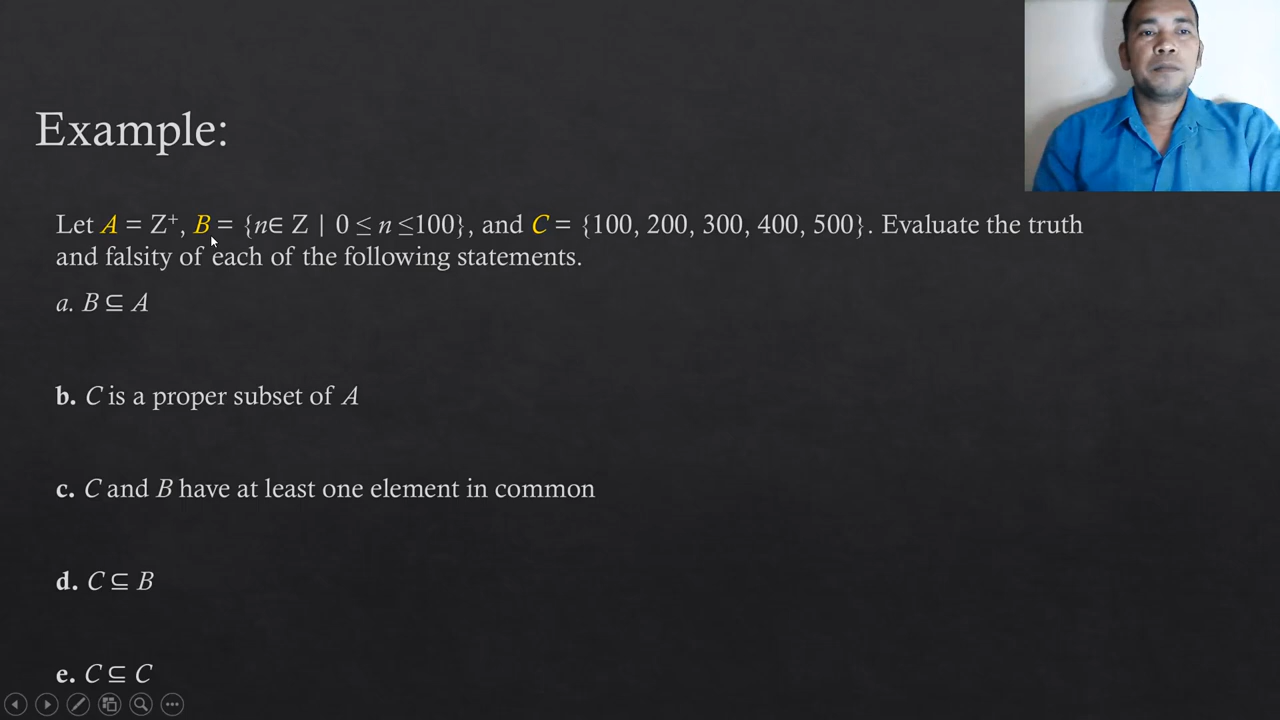 Example:
Let A = Z⁺, B = {n∈ Z | 0 ≤ n ≤100}, and C = {100, 200, 300, 400, 500}. Evaluate the truth
and falsity of each of the following statements.
a. B ⊆ A
b. C is a proper subset of A
c. C and B have at least one element in common
d. C ⊆ B
e. C ⊆ C